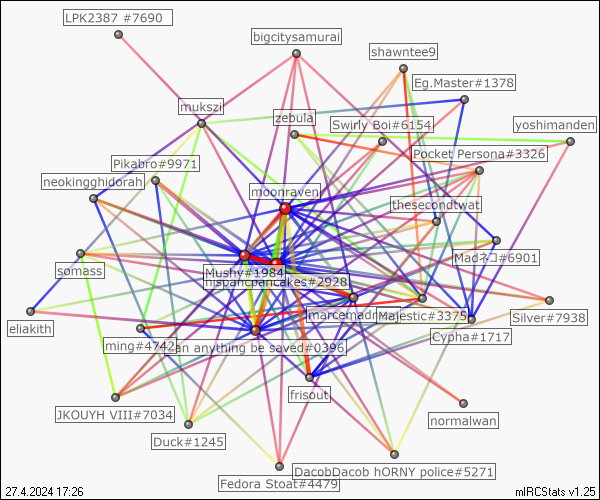 LPK2387 #7690
bigcitysamurai
shawntee9
Eg.Master#1378
mukszi
zebula
Swirly Boi#6154
yoshimanden
Pocket Persona#3326
Pikabro#9971
neokingghidorah
moonraven
thesecondtwat
Madネコ#6901
somass
Mushy#1984
hispancpancakes#2928
marcemadn
Majestic#3375
Silver#7938
eliakith
ming#4742
an anything be saved#0396
Cypha#1717
frisout
JKOUYH VIII#7034
normalwan
Duck#1245
DacobDacob hORNY police#5271
Fedora Stoat#4479
27.4.2024 17:26
mIRCStats v1.25